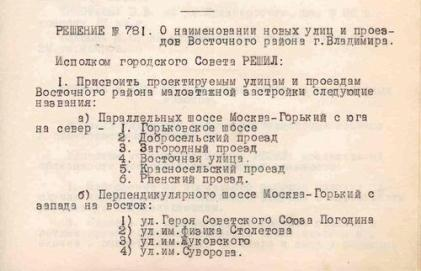 РЕШЕНИЕ № 781. О наименовании новых улиц и проез-
дов Восточного района г.Владимира.
Исполком городского Совета РЕШИЛ:
I. Присвоить проектируемым улицам и проездам
Восточного района малоэтажной застройки следующие
названия:
а) Параллельных шоссе Москва-Горький с юга
на север - 1. Горьковское шоссе
2. Добросельский проезд
3. Загородный проезд
4. Восточная улица.
5. Красносельский проезд
6. Рпенский проезд.
б) Перпендикулярного шоссе Москва-Горький с
запада на восток:
1) ул.Героя Советского Союза Погодина
2) ул.им.физика Столетова
3) ул.им.Жуковского
4) ул.им.Суворова.